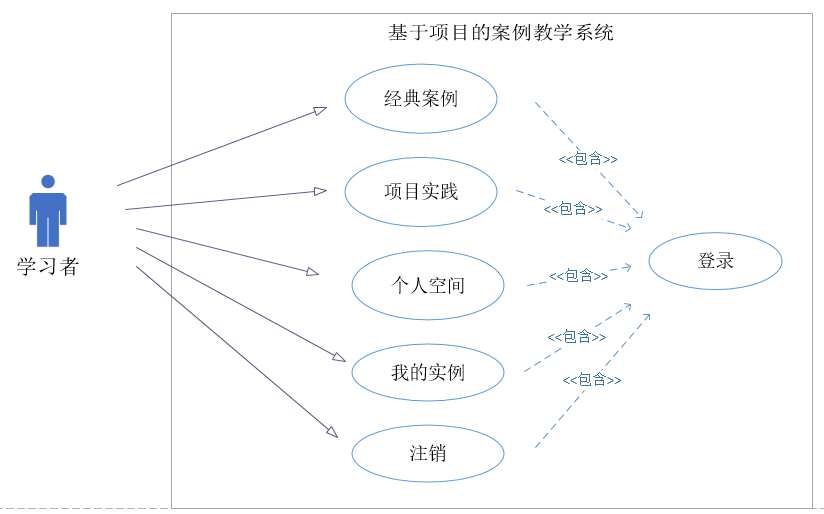 基于项目的案例教学系统
经典案例
<<包含>>
项目实践
<<包含>>
学习者
登录
个人空间
<<包含>>
我的实例
<<包含>>
<<包含>>
注销